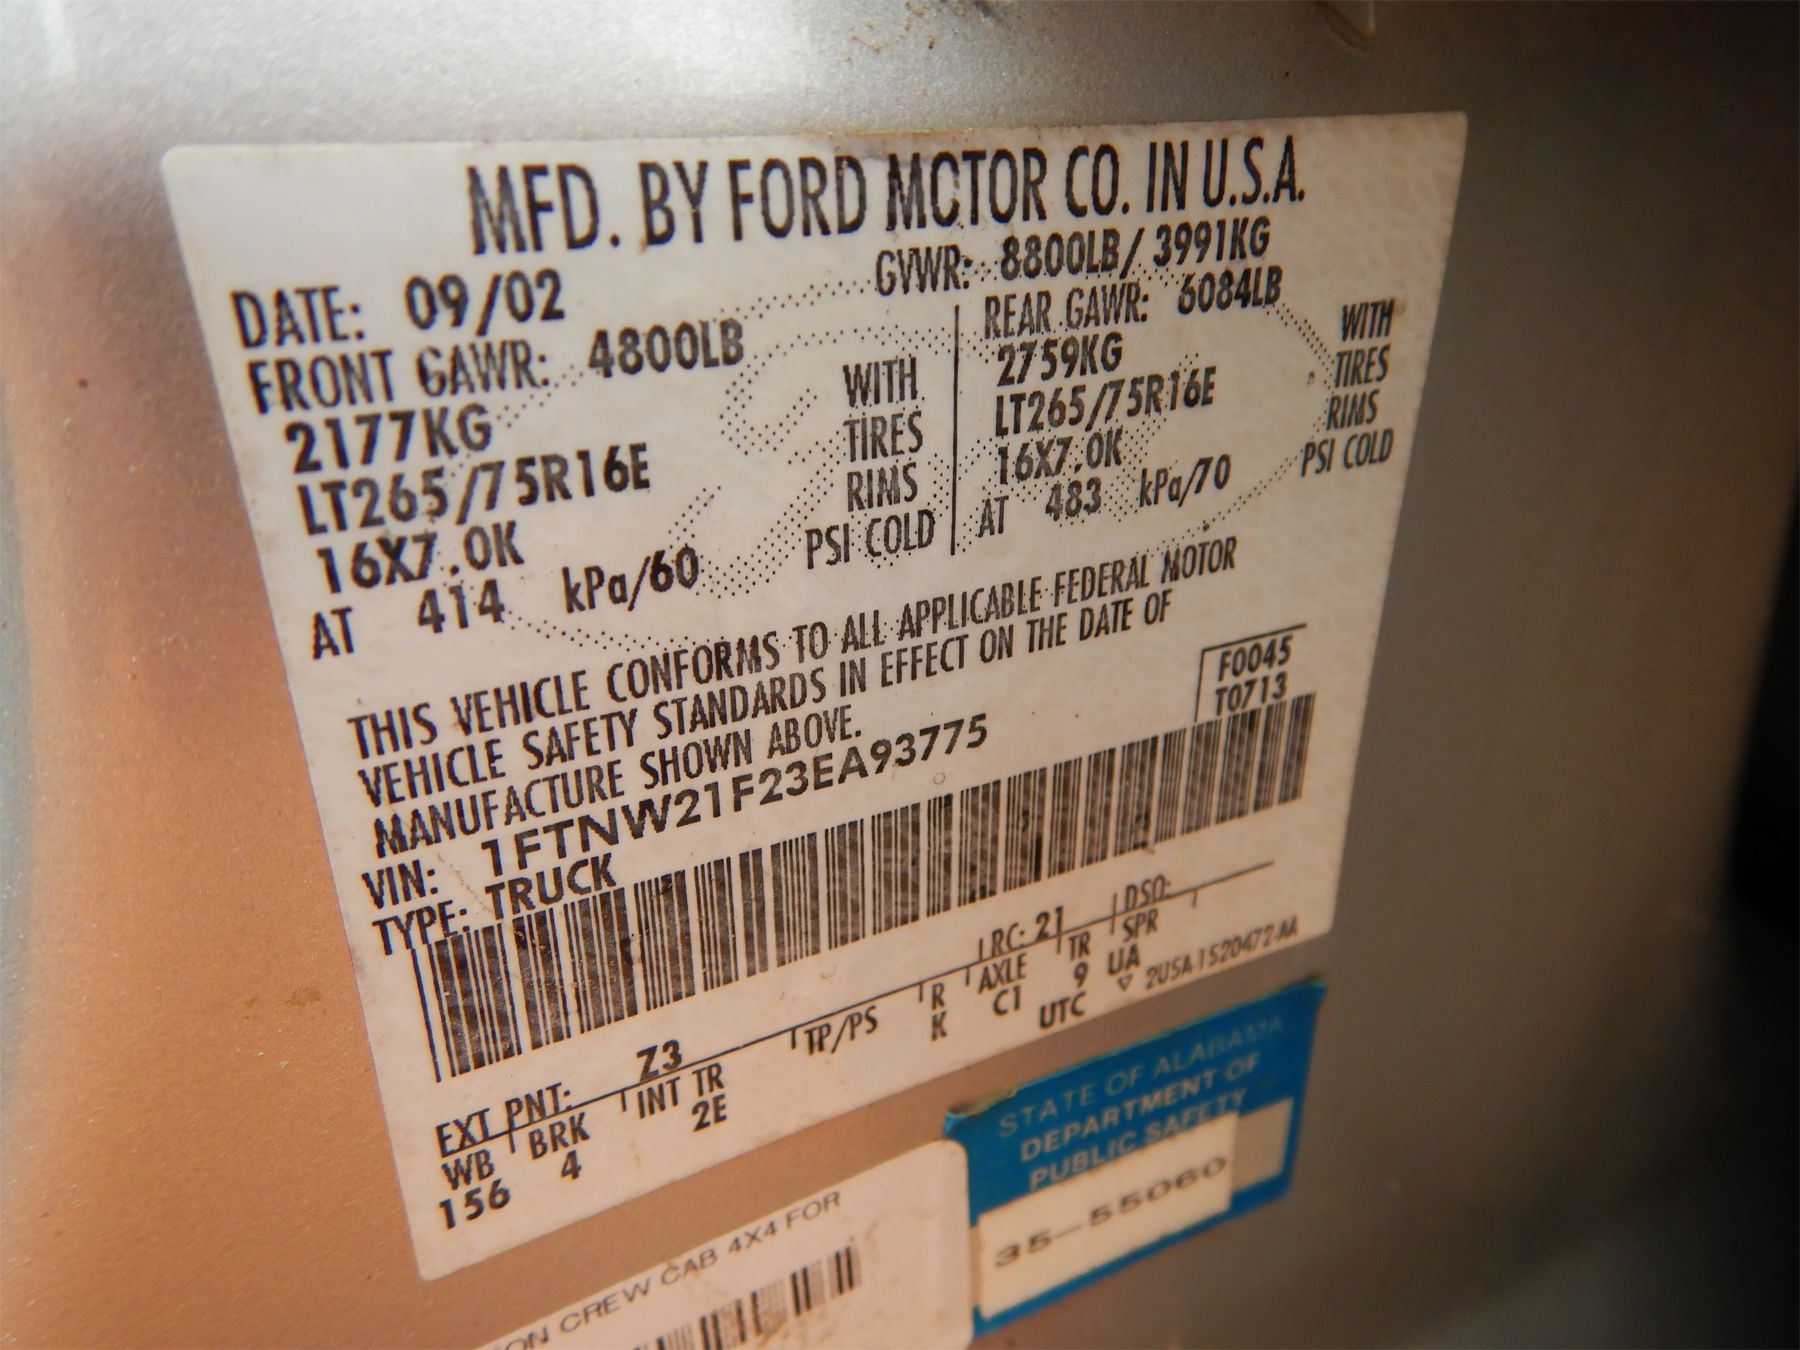 MFD. BY FORD MOTOR CO. IN U.S.A.
DATE: 09/02
GVWR: 8800LB/ 3991KG
FRONT GAWR: 4800LB
2177KG
WITH
LT265/75R16E
TIRES
16X7.0K
RIMS
AT 414 kPa/60
PSI COLD
REAR GAWR: 6084LB
2759KG
WITH
LT265/75R16E
TIRES
16X7.0K
RIMS
AT 483 kPa/70
PSI COLD
THIS VEHICLE CONFORMS TO ALL APPLICABLE FEDERAL MOTOR
VEHICLE SAFETY STANDARDS IN EFFECT ON THE DATE OF
MANUFACTURE SHOWN ABOVE.
F0045
T0713
VIN: 1FTNW21F23EA93775
TYPE: TRUCK
EXT PNT: Z3
RC: 21
DSO:
WB
BRK
INT TR
TP/PS
R
AXLE
TR
SPR
156
4
2E
K
C1
9
UA
UTC
▽ 2U5A-1520472-AA
STATE OF ALABAMA
DEPARTMENT OF
PUBLIC SAFETY
35-55060
CREW CAB 4X4 FOR